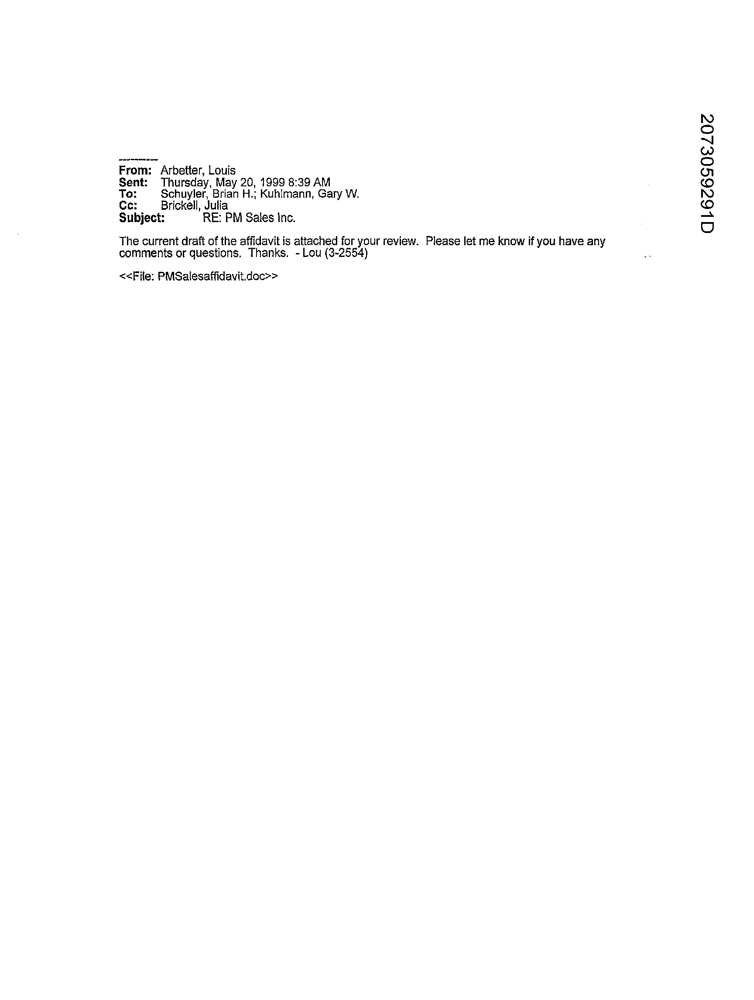 From: Arbetter, Louis
Sent: Thursday, May 20, 1999 8:39 AM
To: Schuyler, Brian H.; Kuhlmann, Gary W.
Cc: Brickell, Julia
Subject: RE: PM Sales Inc.
The current draft of the affidavit is attached for your review. Please let me know if you have any
comments or questions. Thanks. - Lou (3-2554)
<<File: PMSalesaffidavit.doc>>
2073059291D